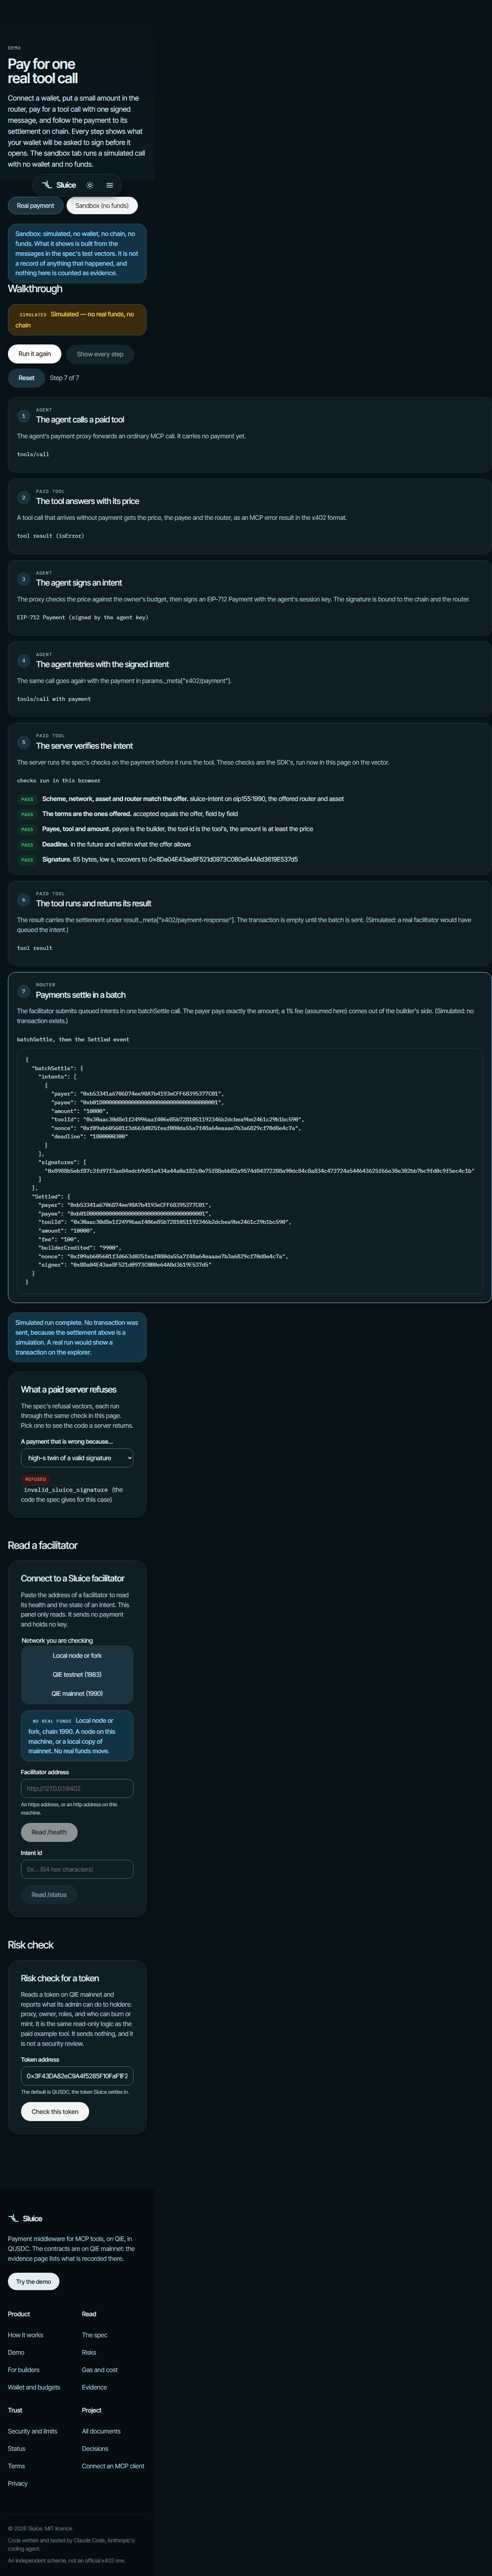 DEMO
Pay for one
real tool call
Connect a wallet, put a small amount in the
router, pay for a tool call with one signed
message, and follow the payment to its
settlement on chain. Every step shows what
your wallet will be asked to sign before it
opens. The sandbox tab runs a simulated call
with no wallet and no funds.
Sluice
Real payment
Sandbox (no funds)
Sandbox: simulated, no wallet, no chain, no
funds. What it shows is built from the
messages in the spec's test vectors. It is not
a record of anything that happened, and
nothing here is counted as evidence.
Walkthrough
SIMULATED Simulated — no real funds, no
chain
Run it again
Show every step
Reset
Step 7 of 7
1
AGENT
The agent calls a paid tool
The agent's payment proxy forwards an ordinary MCP call. It carries no payment yet.
tools/call
2
PAID TOOL
The tool answers with its price
A tool call that arrives without payment gets the price, the payee and the router, as an MCP error result in the x402 format.
tool result (isError)
3
AGENT
The agent signs an intent
The proxy checks the price against the owner's budget, then signs an EIP-712 Payment with the agent's session key. The signature is bound to the chain and the router.
EIP-712 Payment (signed by the agent key)
4
AGENT
The agent retries with the signed intent
The same call goes again with the payment in params._meta["x402/payment"].
tools/call with payment
5
PAID TOOL
The server verifies the intent
The server runs the spec's checks on the payment before it runs the tool. These checks are the SDK's, run now in this page on the vector.
checks run in this browser
PASS Scheme, network, asset and router match the offer. sluice-intent on eip155:1990, the offered router and asset
PASS The terms are the ones offered. accepted equals the offer, field by field
PASS Payee, tool and amount. payee is the builder, the tool id is the tool's, the amount is at least the price
PASS Deadline. in the future and within what the offer allows
PASS Signature. 65 bytes, low s, recovers to 0x8Da04E43ae8F521d0973C0B0e64A8d3619E537d5
6
PAID TOOL
The tool runs and returns its result
The result carries the settlement under result._meta["x402/payment-response"]. The transaction is empty until the batch is sent. (Simulated: a real facilitator would have
queued the intent.)
tool result
7
ROUTER
Payments settle in a batch
The facilitator submits queued intents in one batchSettle call. The payer pays exactly the amount; a 1% fee (assumed here) comes out of the builder's side. (Simulated: no
transaction exists.)
batchSettle, then the Settled event
{
"batchSettle": {
"intents": [
{
"payer":
"payee":
"amount": "10000",
"toolId":
"nonce":
"deadline": "1800000300"
}
],
"signatures": [
]
},
"Settled": {
"payer":
"payee":
"toolId":
"amount": "10000",
"fee": "100",
"builderCredited": "9900",
"nonce":
"signer": "0x8Da04E43ae8F521d0973C0B0e64A8d3619E537d5"
}
}
Simulated run complete. No transaction was
sent, because the settlement above is a
simulation. A real run would show a
transaction on the explorer.
What a paid server refuses
The spec's refusal vectors, each run
through the same check in this page.
Pick one to see the code a server returns.
A payment that is wrong because...
high-s twin of a valid signature
REFUSED
invalid_sluice_signature (the
code the spec gives for this case)
Read a facilitator
Connect to a Sluice facilitator
Paste the address of a facilitator to read
its health and the state of an intent. This
panel only reads. It sends no payment
and holds no key.
Network you are checking
Local node or fork
QIE testnet (1983)
QIE mainnet (1990)
NO REAL FUNDS Local node or
fork, chain 1990. A node on this
machine, or a local copy of
mainnet. No real funds move.
Facilitator address
http://127.0.0.1:8402
An https address, or an http address on this
machine.
Read /health
Intent id
0x... (64 hex characters)
Read /status
Risk check
Risk check for a token
Reads a token on QIE mainnet and
reports what its admin can do to holders:
proxy, owner, roles, and who can burn or
mint. It is the same read-only logic as the
paid example tool. It sends nothing, and it
is not a security review.
Token address
0x3F43DA82eC9A4f5285F10FaF1F2
The default is QUSDC, the token Sluice settles in.
Check this token
Sluice
Payment middleware for MCP tools, on QIE, in
QUSDC. The contracts are on QIE mainnet: the
evidence page lists what is recorded there.
Try the demo
Product
How it works
Demo
For builders
Wallet and budgets
Read
The spec
Risks
Gas and cost
Evidence
Trust
Security and limits
Status
Terms
Privacy
Project
All documents
Decisions
Connect an MCP client
© 2026 Sluice. MIT licence.
Code written and tested by Claude Code, Anthropic's
coding agent.
An independent scheme, not an official x402 one.